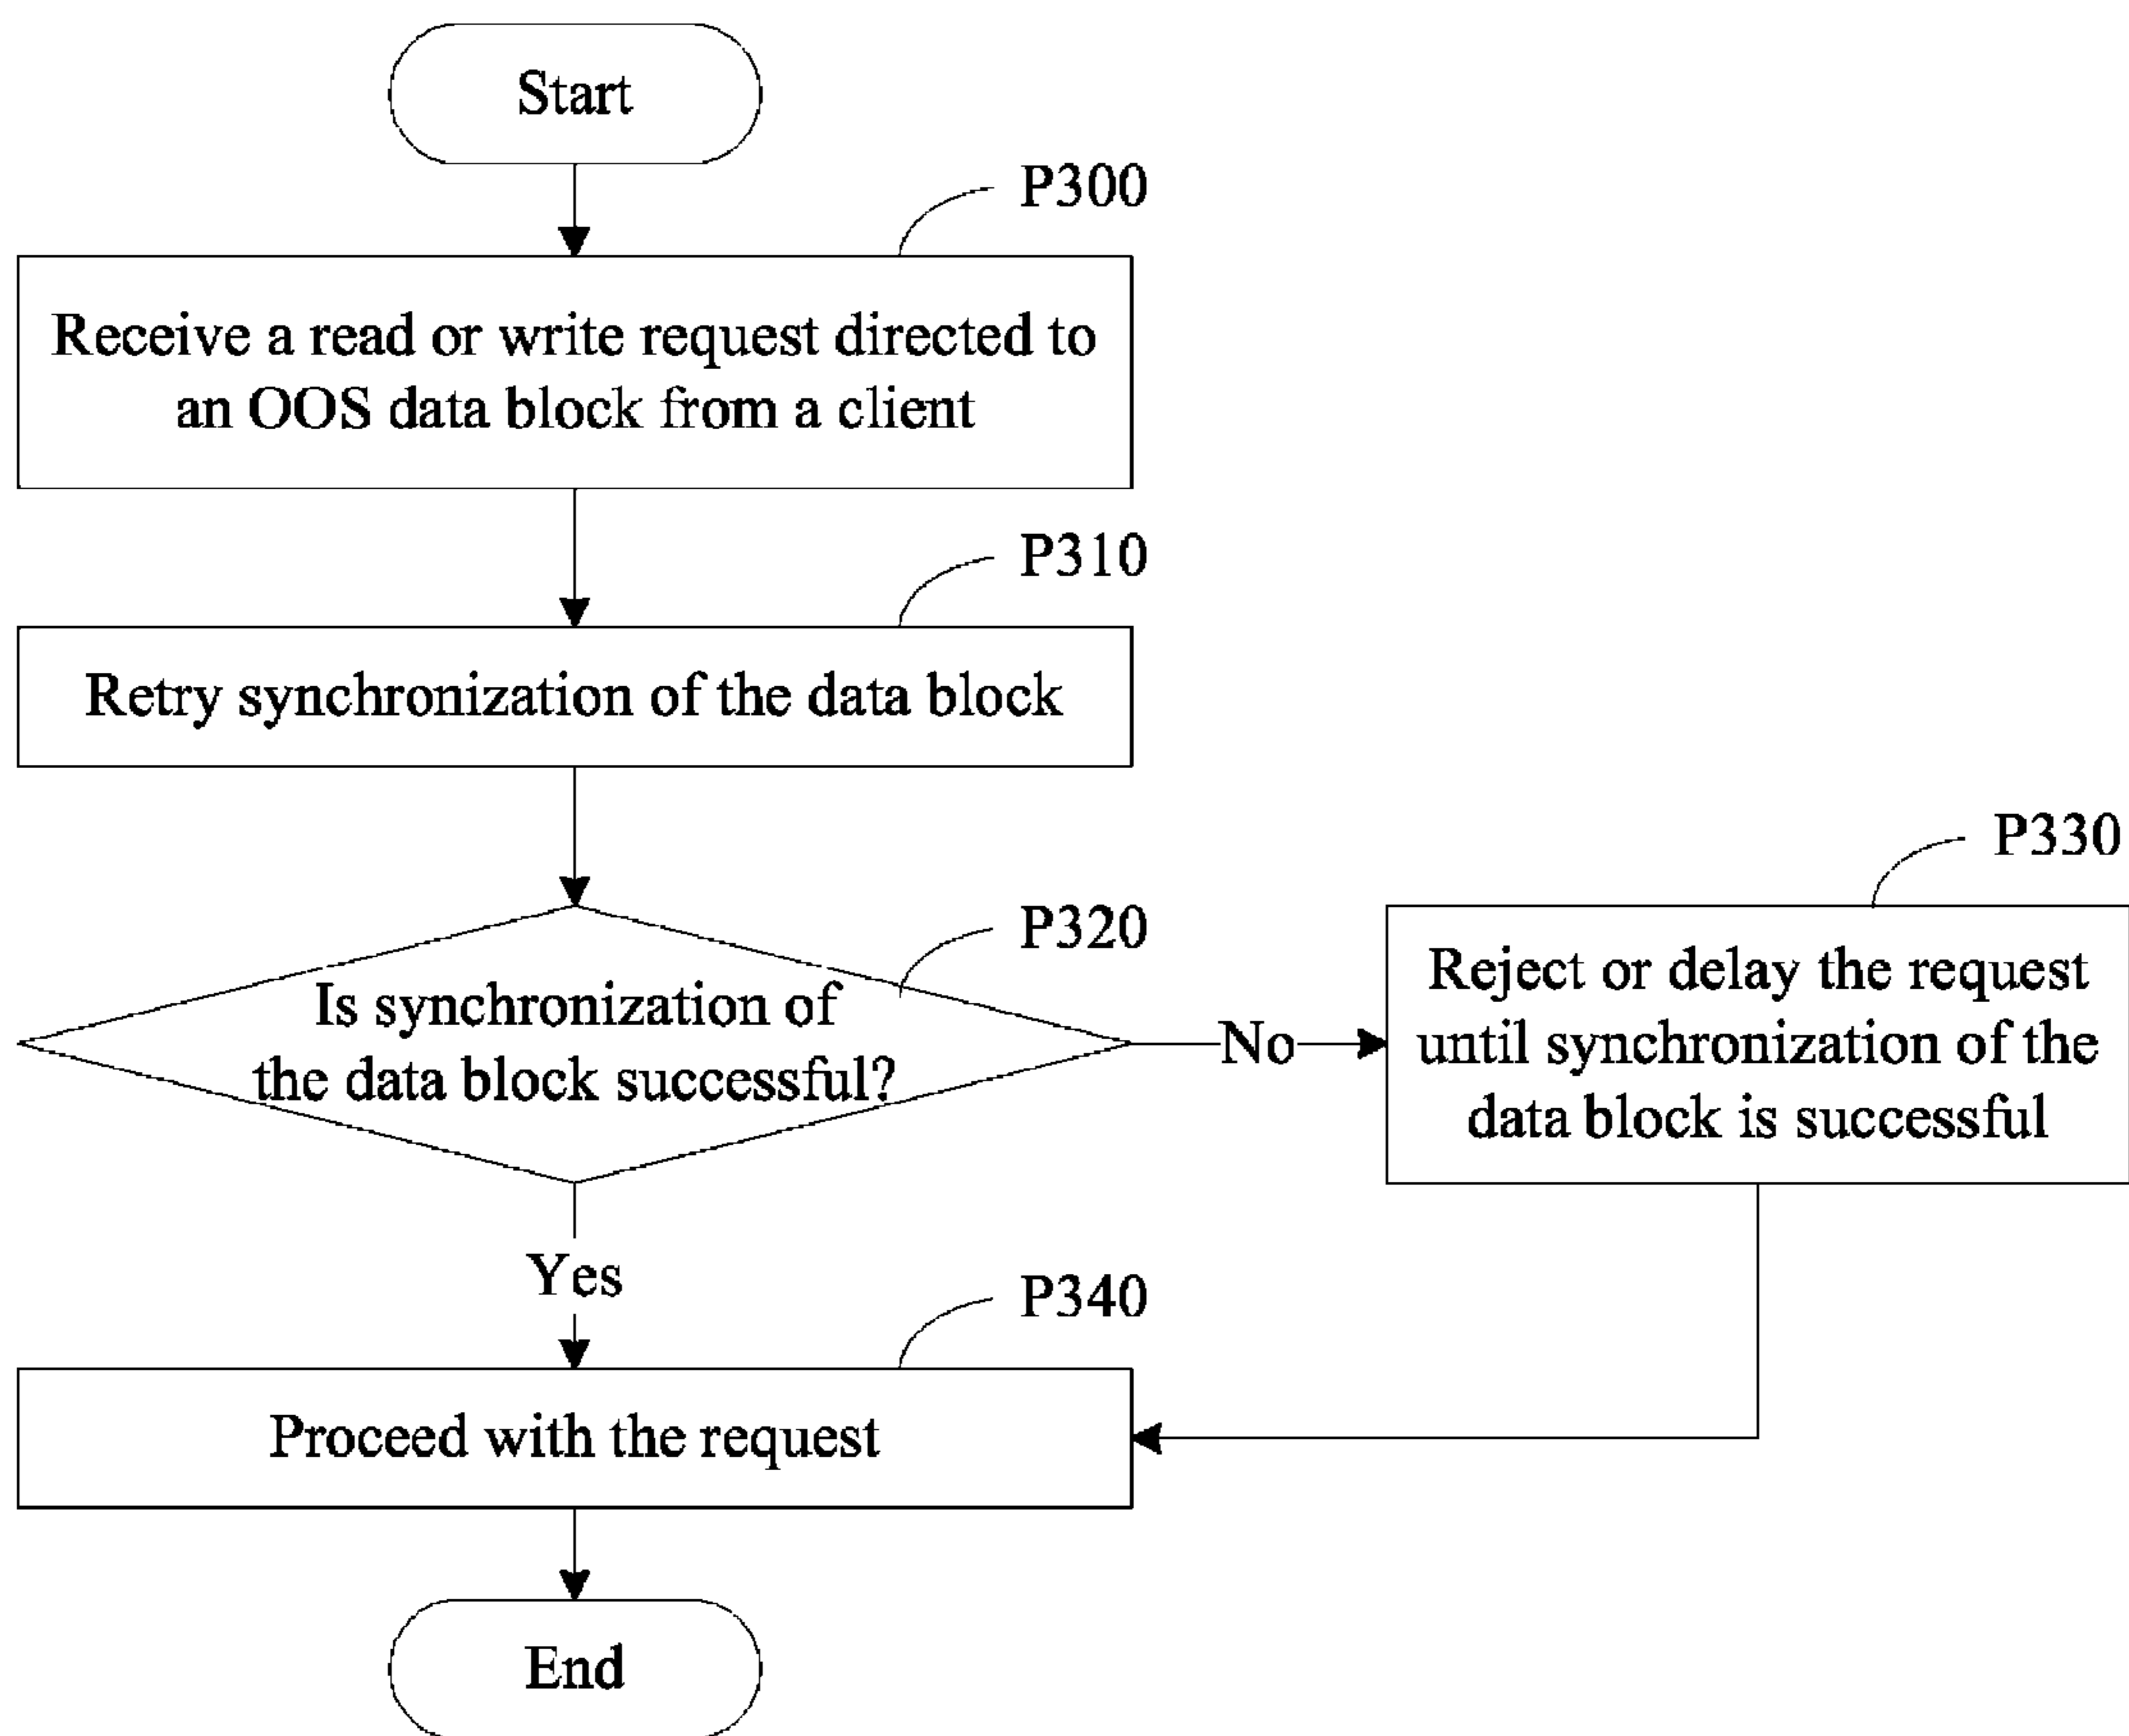 Start
P300
Receive a read or write request directed to
an OOS data block from a client
P310
Retry synchronization of the data block
P320
Is synchronization of
the data block successful?
No
P330
Reject or delay the request
until synchronization of the
data block is successful
Yes
P340
Proceed with the request
End